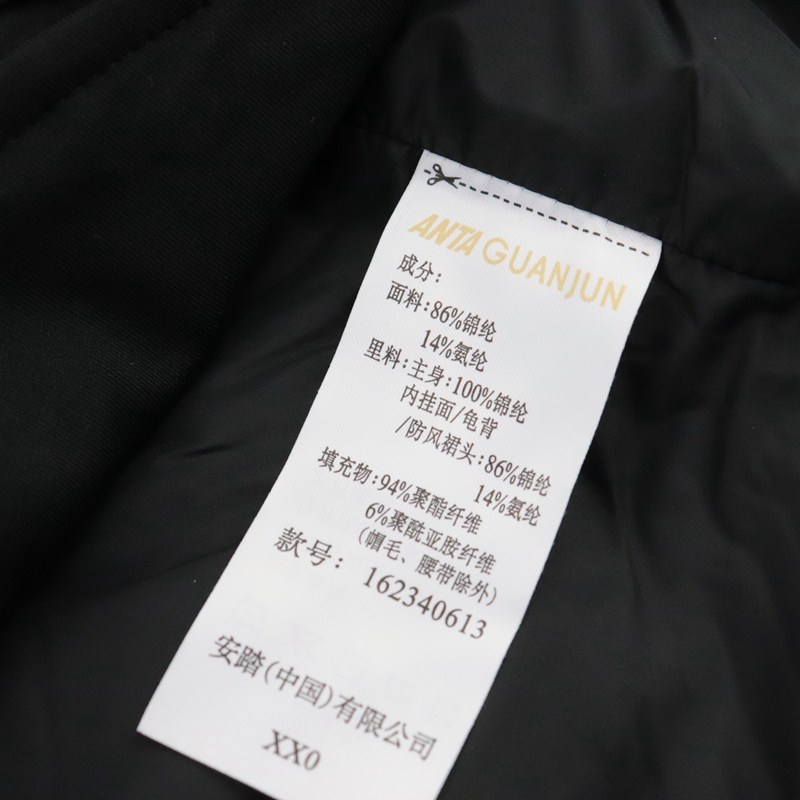 ANTA GUANJUN
成分:
面料:86%锦纶
14%氨纶
里料:主身:100%锦纶
内挂面/龟背
/防风裙头:86%锦纶
14%氨纶
填充物:94%聚酯纤维
6%聚酰亚胺纤维
(帽毛、腰带除外)
款号: 162340613
安踏(中国)有限公司
XX0